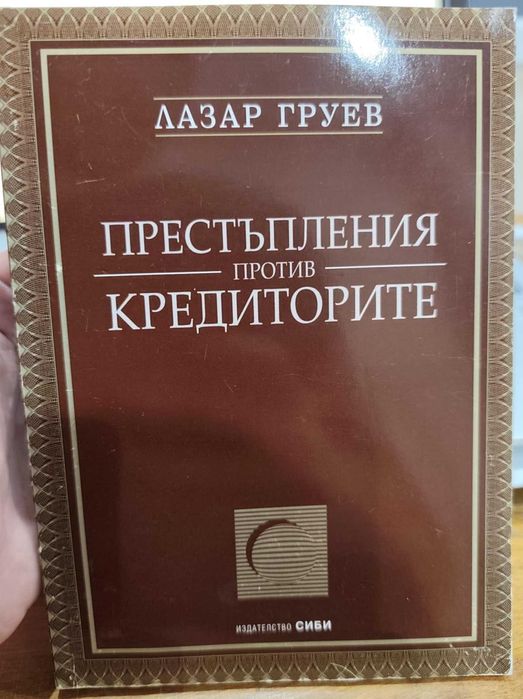 ЛАЗАР ГРУЕВ
ПРЕСТЪПЛЕНИЯ
ПРОТИВ
КРЕДИТОРИТЕ
ИЗДАТЕЛСТВО СИБИ